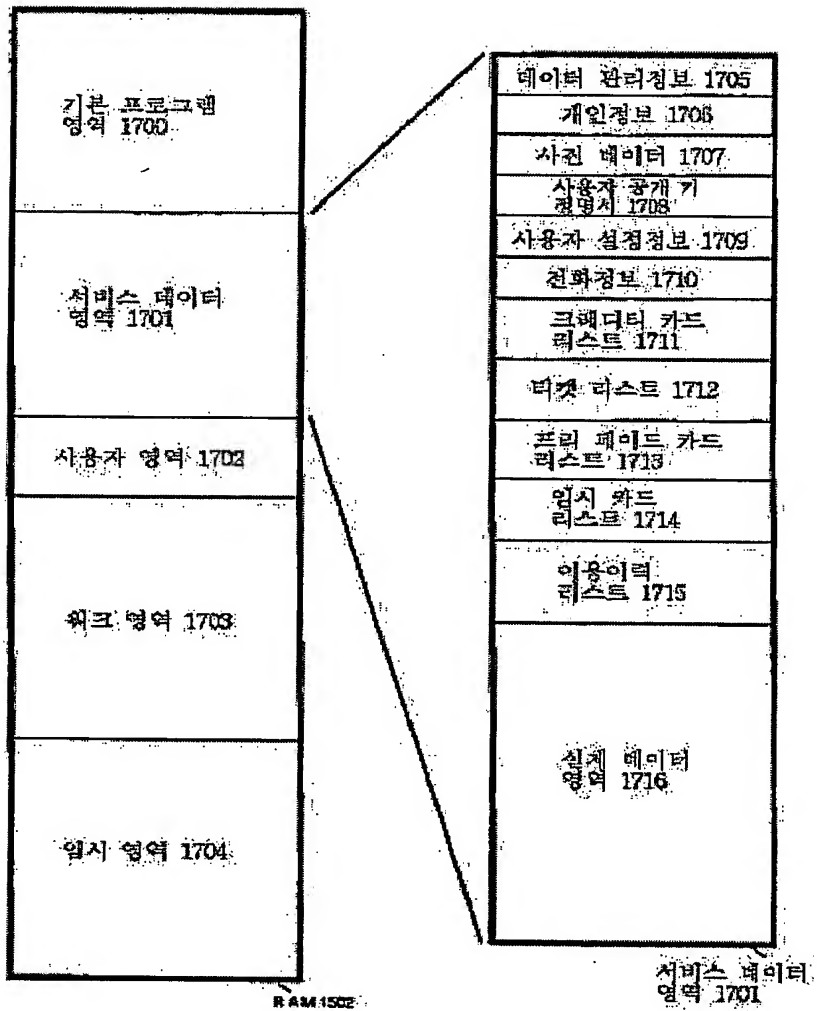 기본 프로그램
영역 1700
서비스 데이터
영역 1701
사용자 영역 1702
워크 영역 1703
임시 영역 1704
RAM 1502
데이터 관리정보 1705
개인정보 1706
사진 데이터 1707
사용자 공개 키
증명서 1708
사용자 설정정보 1709
전화정보 1710
크레디티 카드
리스트 1711
티켓 리스트 1712
프리 페이드 카드
리스트 1713
임시 카드
리스트 1714
이용이력
리스트 1715
실체 데이터
영역 1716
서비스 데이터
영역 1701